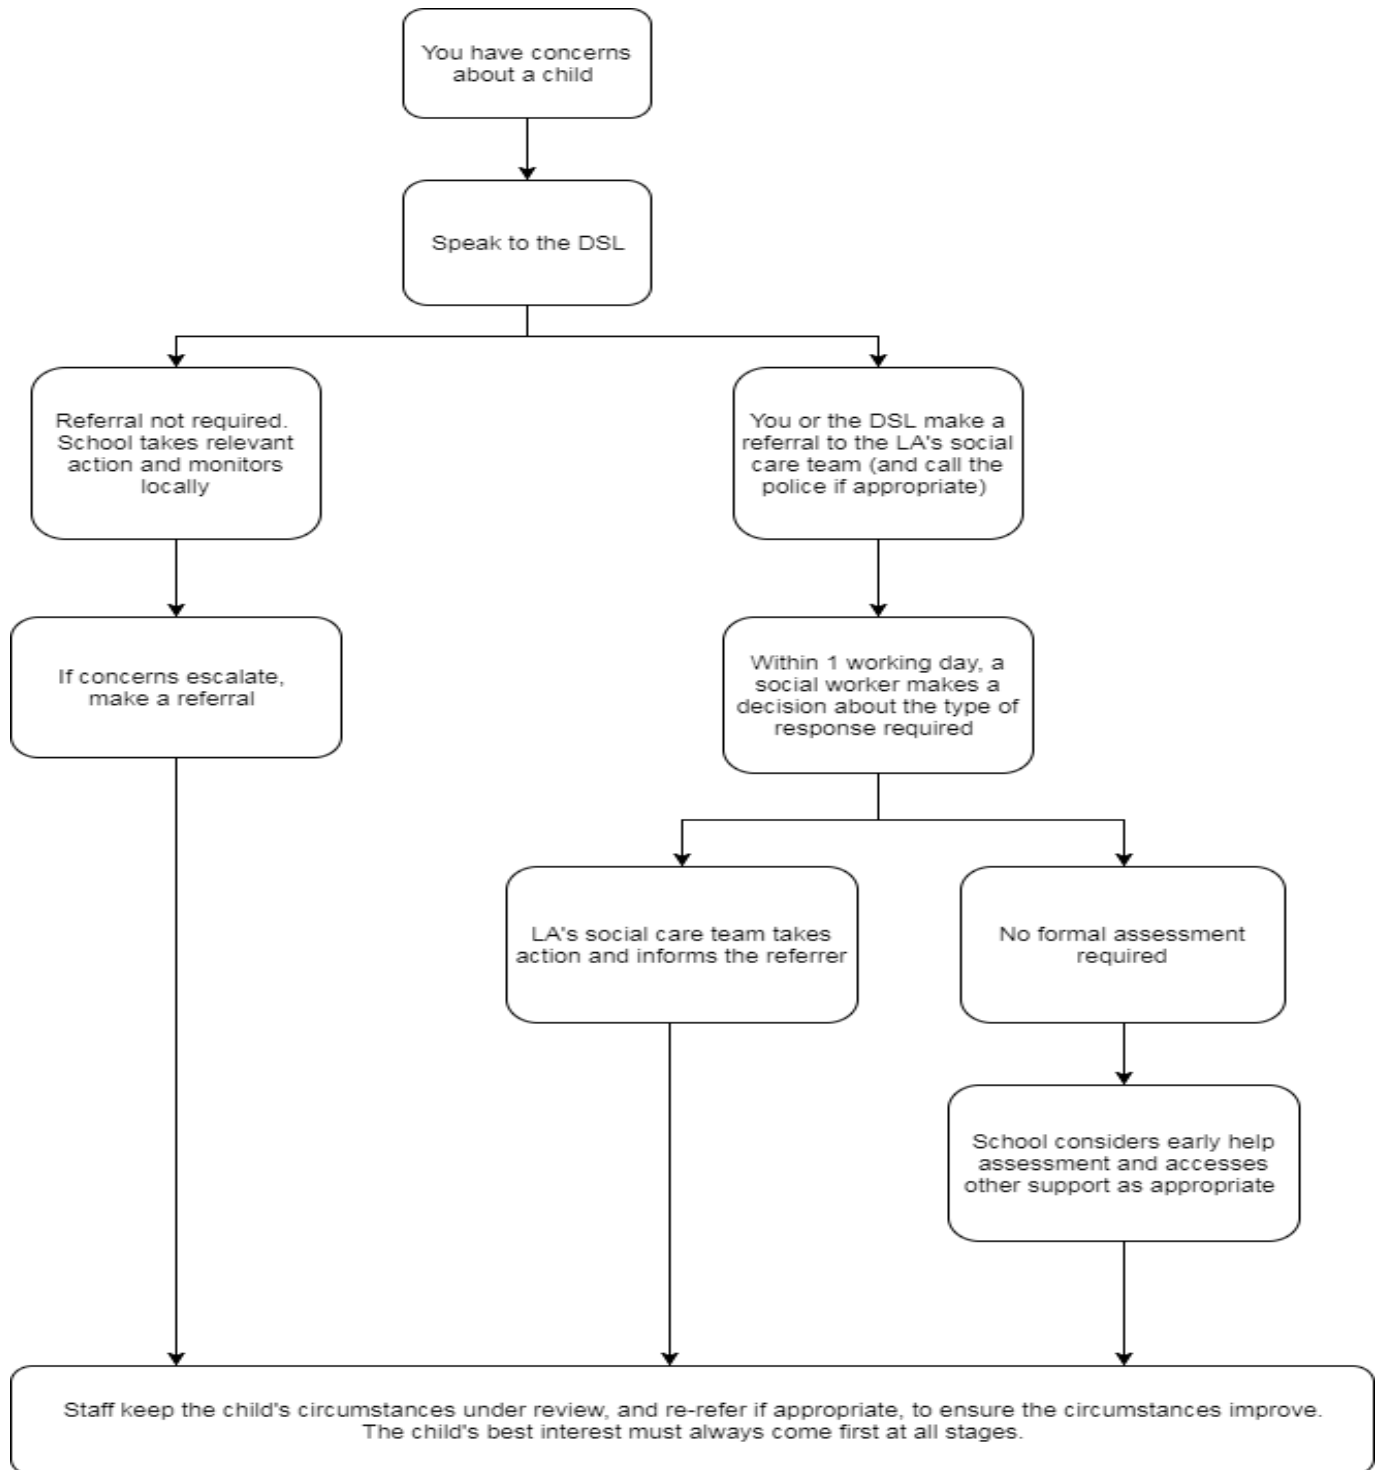 You have concerns
about a child
Speak to the DSL
Referral not required.
School takes relevant
action and monitors
locally
You or the DSL make a
referral to the LA's social
care team (and call the
police if appropriate)
If concerns escalate,
make a referral
Within 1 working day, a
social worker makes a
decision about the type of
response required
LA's social care team takes
action and informs the referrer
No formal assessment
required
School considers early help
assessment and accesses
other support as appropriate
Staff keep the child's circumstances under review, and re-refer if appropriate, to ensure the circumstances improve.
The child's best interest must always come first at all stages.